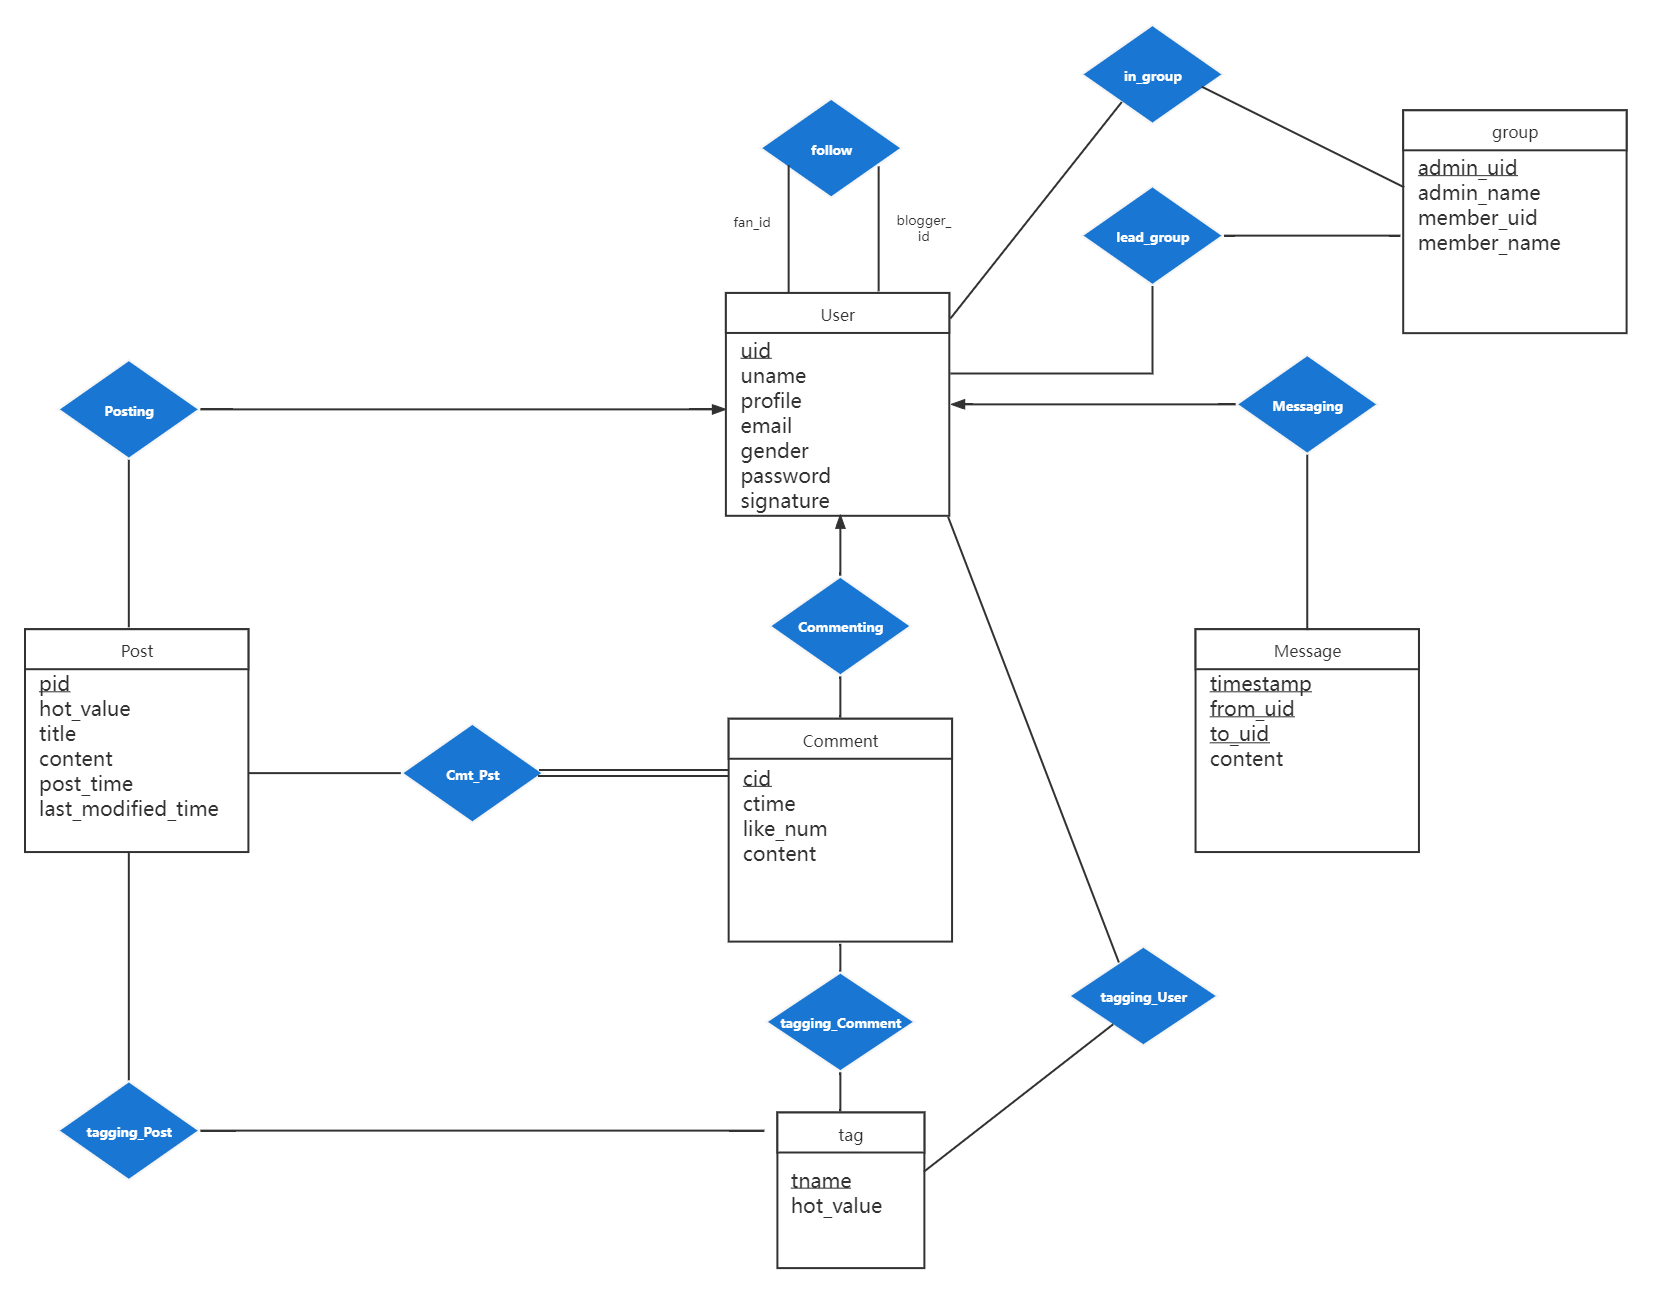 in_group
group
admin_uid
admin_name
member_uid
member_name
follow
fan_id
blogger_
id
lead_group
User
uid
uname
profile
email
gender
password
signature
Posting
Messaging
Commenting
Post
pid
hot_value
title
content
post_time
last_modified_time
Message
timestamp
from_uid
to_uid
content
Cmt_Pst
Comment
cid
ctime
like_num
content
tagging_User
tagging_Comment
tagging_Post
tag
tname
hot_value